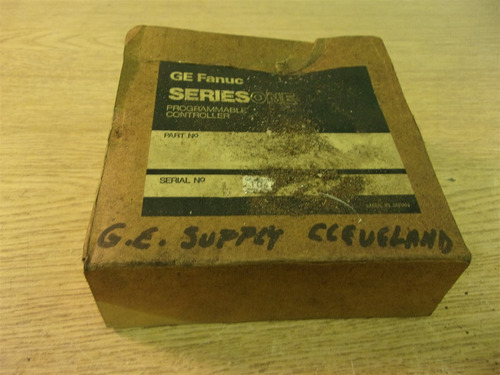 GE Fanuc
SERIES ONE
PROGRAMMABLE
CONTROLLER
PART Nº
SERIAL Nº
MADE IN JAPAN
G.E. SUPPLY CLEVELAND